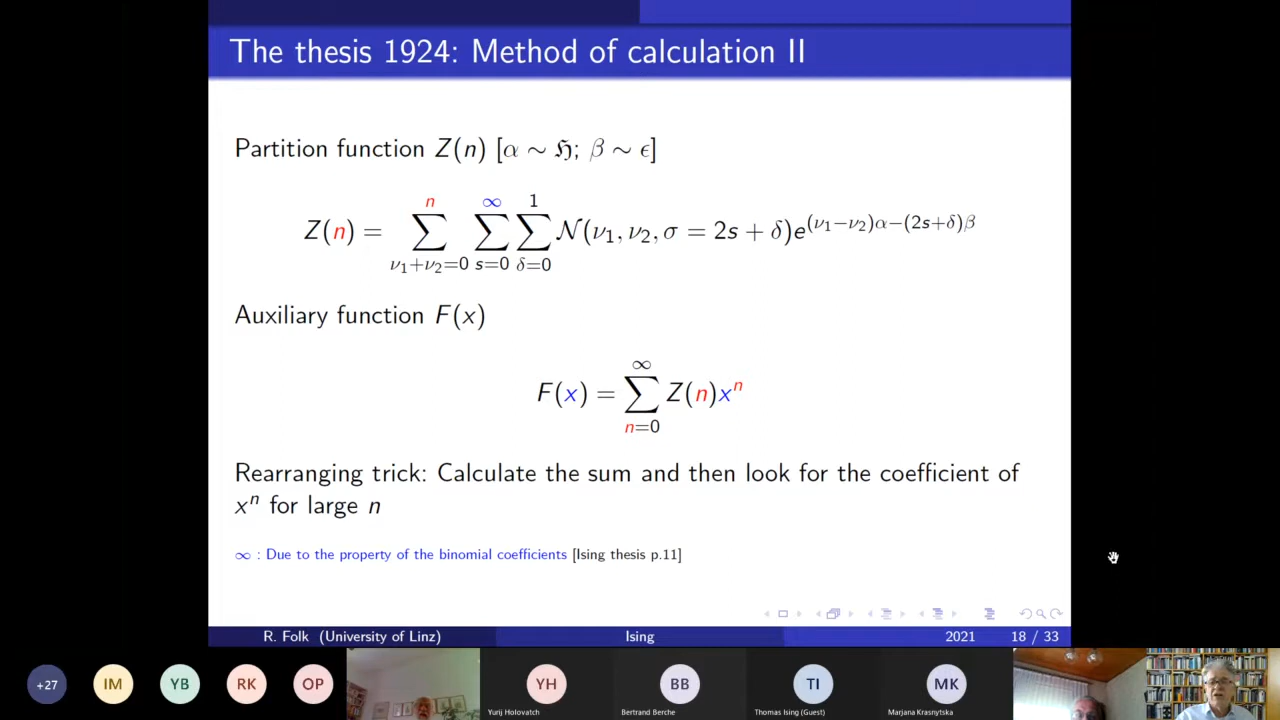 The thesis 1924: Method of calculation II
Partition function Z(n) [α ∼ ℌ; β ∼ ϵ]
Z(n) = ∑_{ν₁+ν₂=0}^{n} ∑_{s=0}^{∞} ∑_{δ=0}^{1} 𝒩(ν₁, ν₂, σ = 2s + δ)e^{(ν₁−ν₂)α−(2s+δ)β}
Auxiliary function F(x)
F(x) = ∑_{n=0}^{∞} Z(n)x^n
Rearranging trick: Calculate the sum and then look for the coefficient of
x^n for large n
∞ : Due to the property of the binomial coefficients [Ising thesis p.11]
R. Folk (University of Linz) Ising 2021 18 / 33
+27 IM YB RK OP YH BB TI MK
Yurij Holovatch Bertrand Berche Thomas Ising (Guest) Marjana Krasnytska